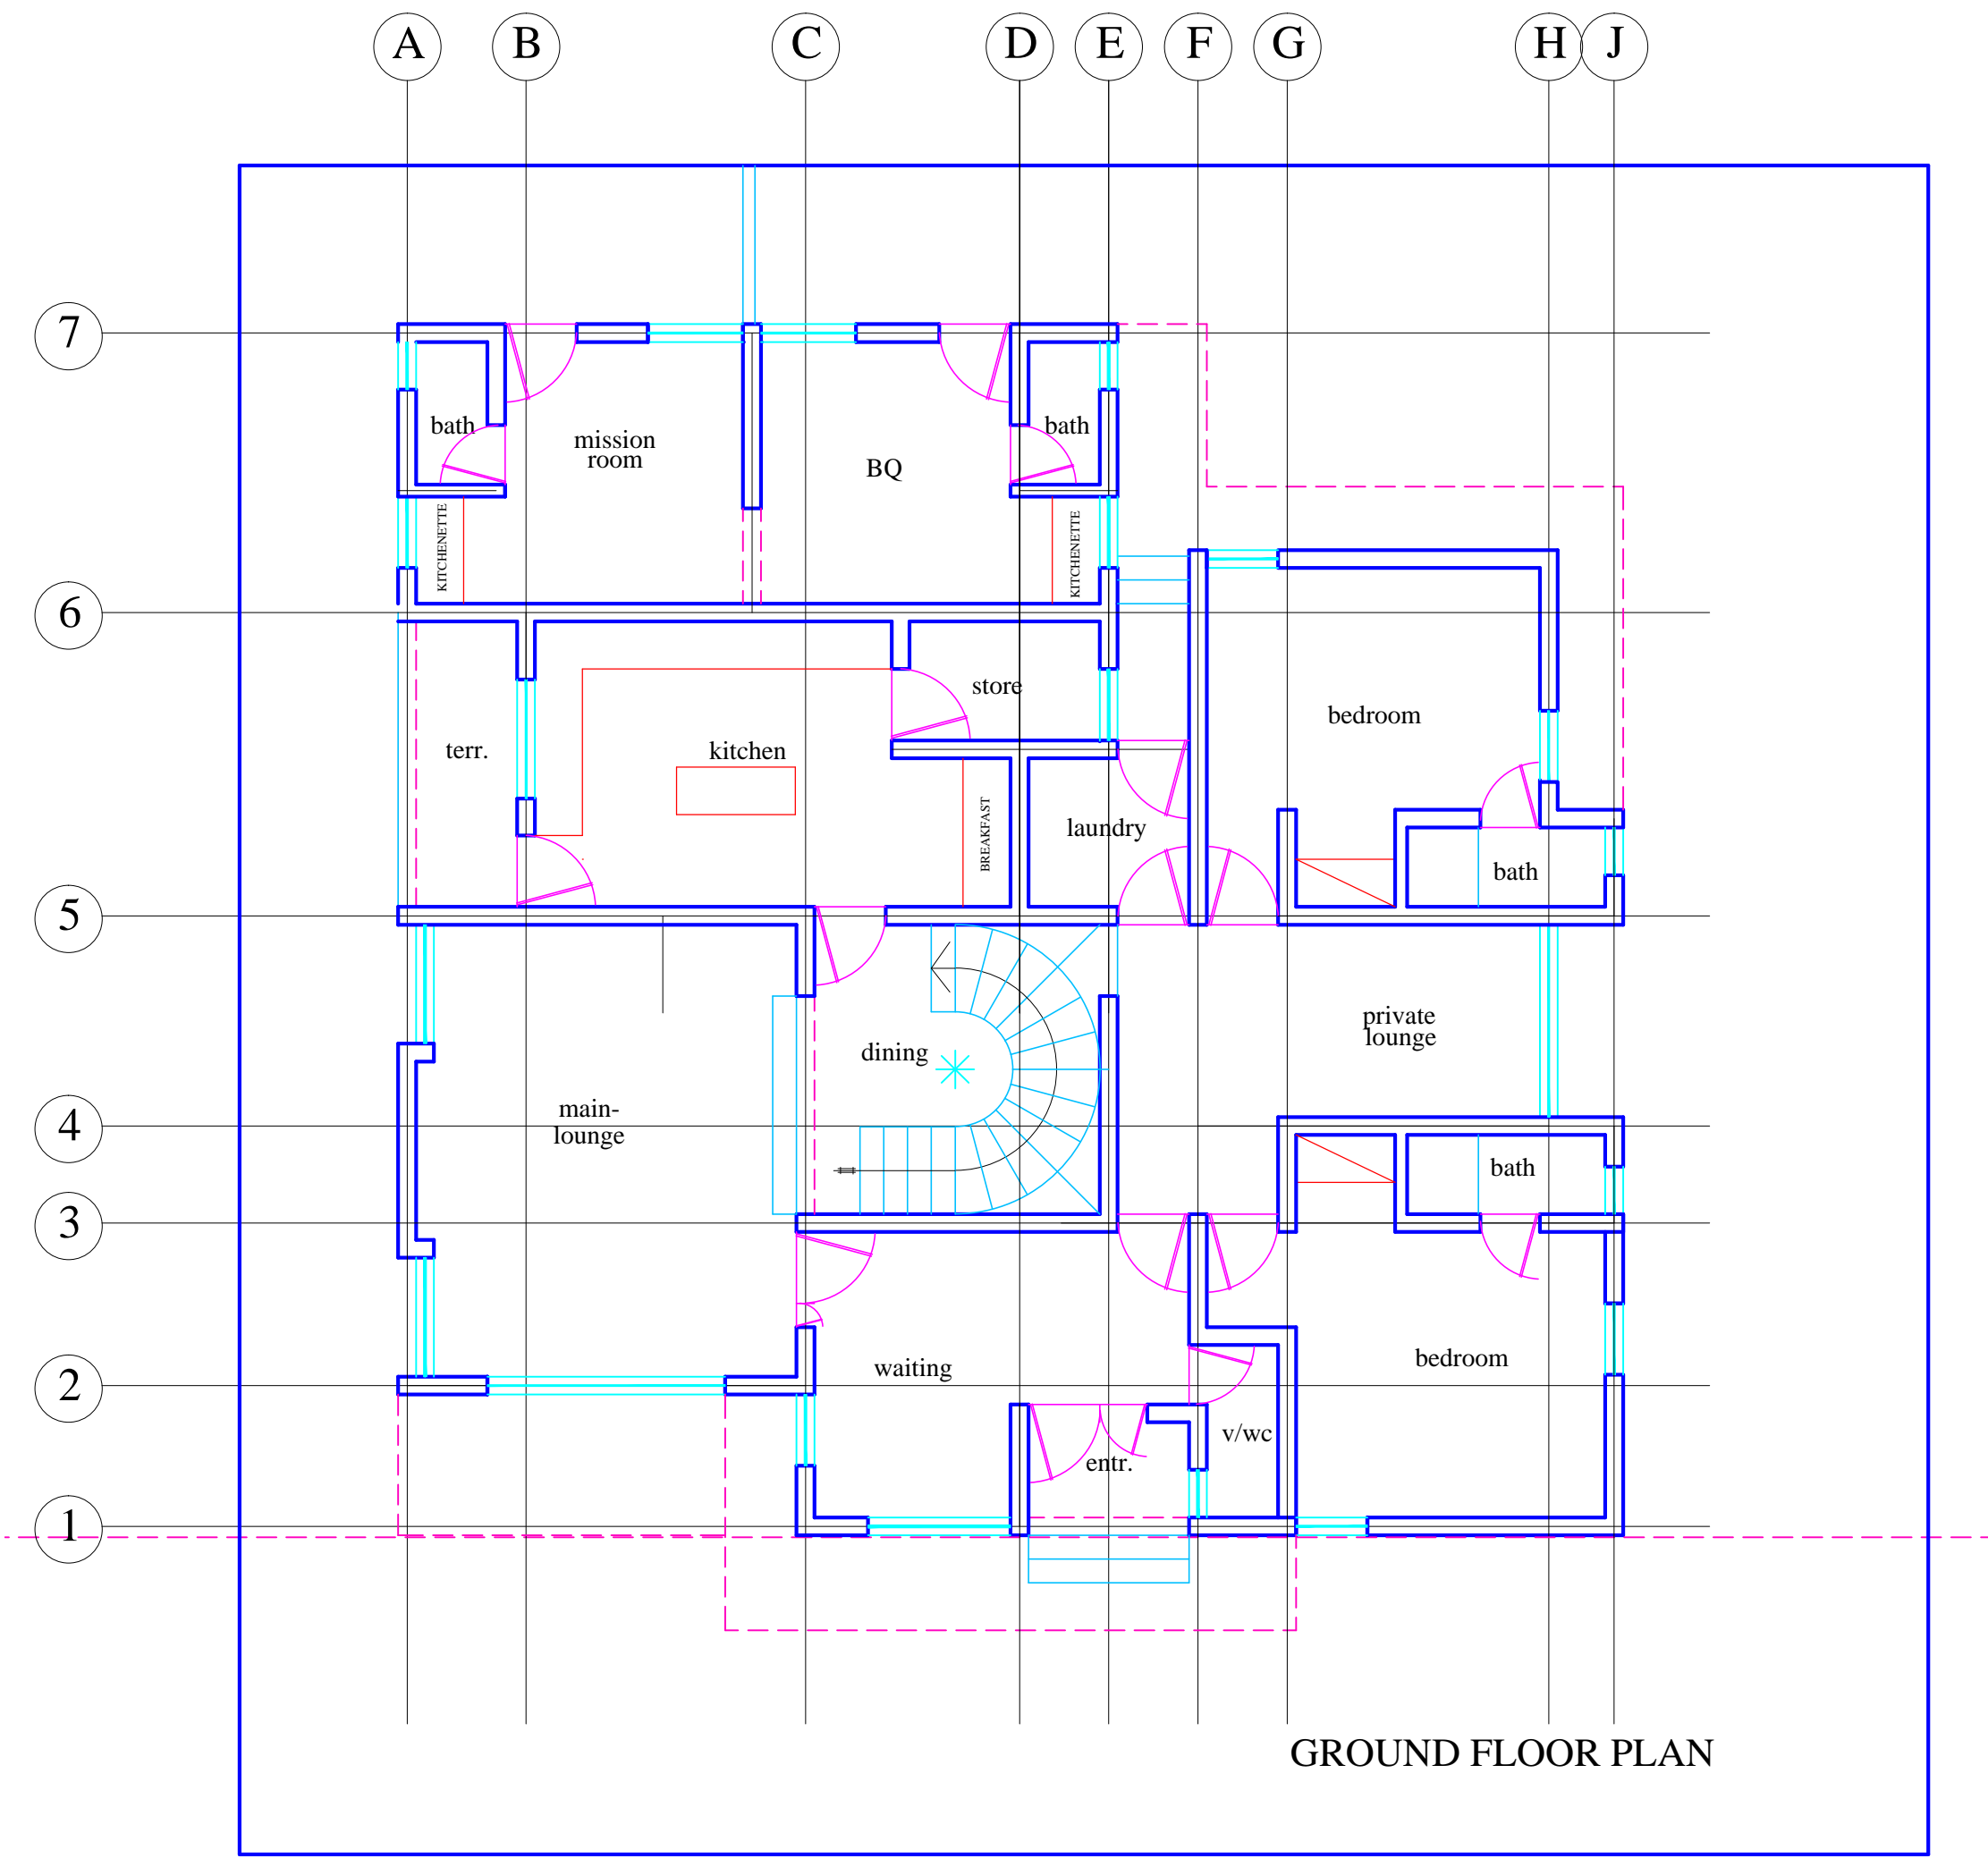 A B C D E F G H J
7
bath
bath
mission
room
BQ
KITCHENETTE
KITCHENETTE
6
store
bedroom
terr.
kitchen
BREAKFAST
laundry
bath
5
private
lounge
dining
main-
lounge
4
bath
3
waiting
bedroom
2
v/wc
entr.
1
GROUND FLOOR PLAN